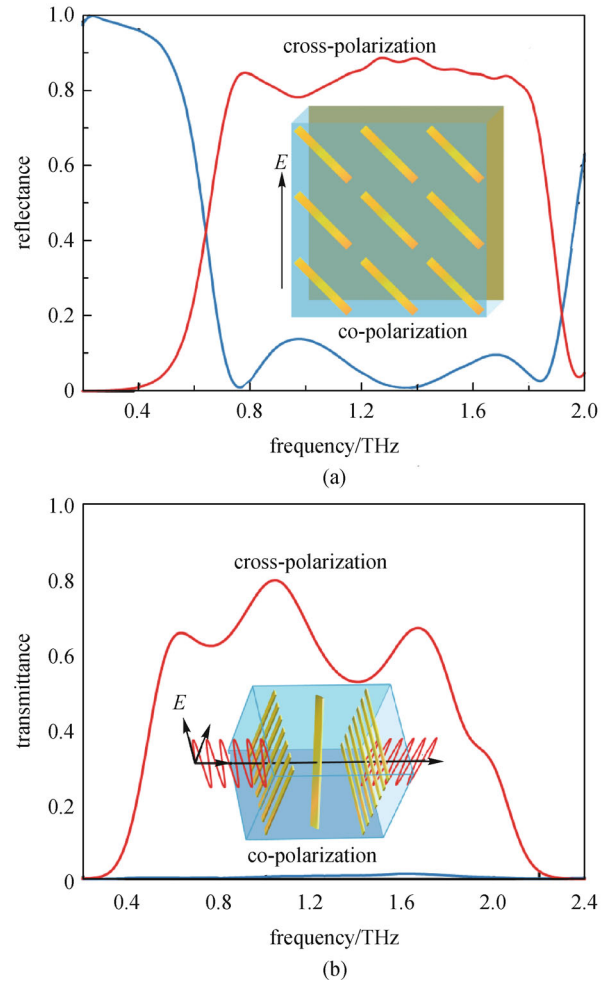 1.0
cross-polarization
0.8
0.6
E
reflectance
0.4
0.2
co-polarization
0
0.4 0.8 1.2 1.6 2.0
frequency/THz
(a)
1.0
cross-polarization
0.8
0.6
E
transmittance
0.4
0.2
co-polarization
0
0.4 1.0 1.2 1.6 2.0 2.4
frequency/THz
(b)